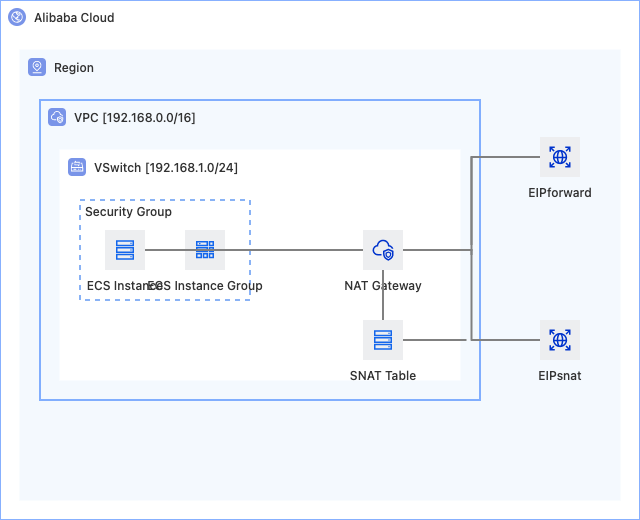 Alibaba Cloud
Region
VPC [192.168.0.0/16]
VSwitch [192.168.1.0/24]
Security Group
EIPforward
ECS Instance
ECS Instance Group
NAT Gateway
SNAT Table
EIPsnat